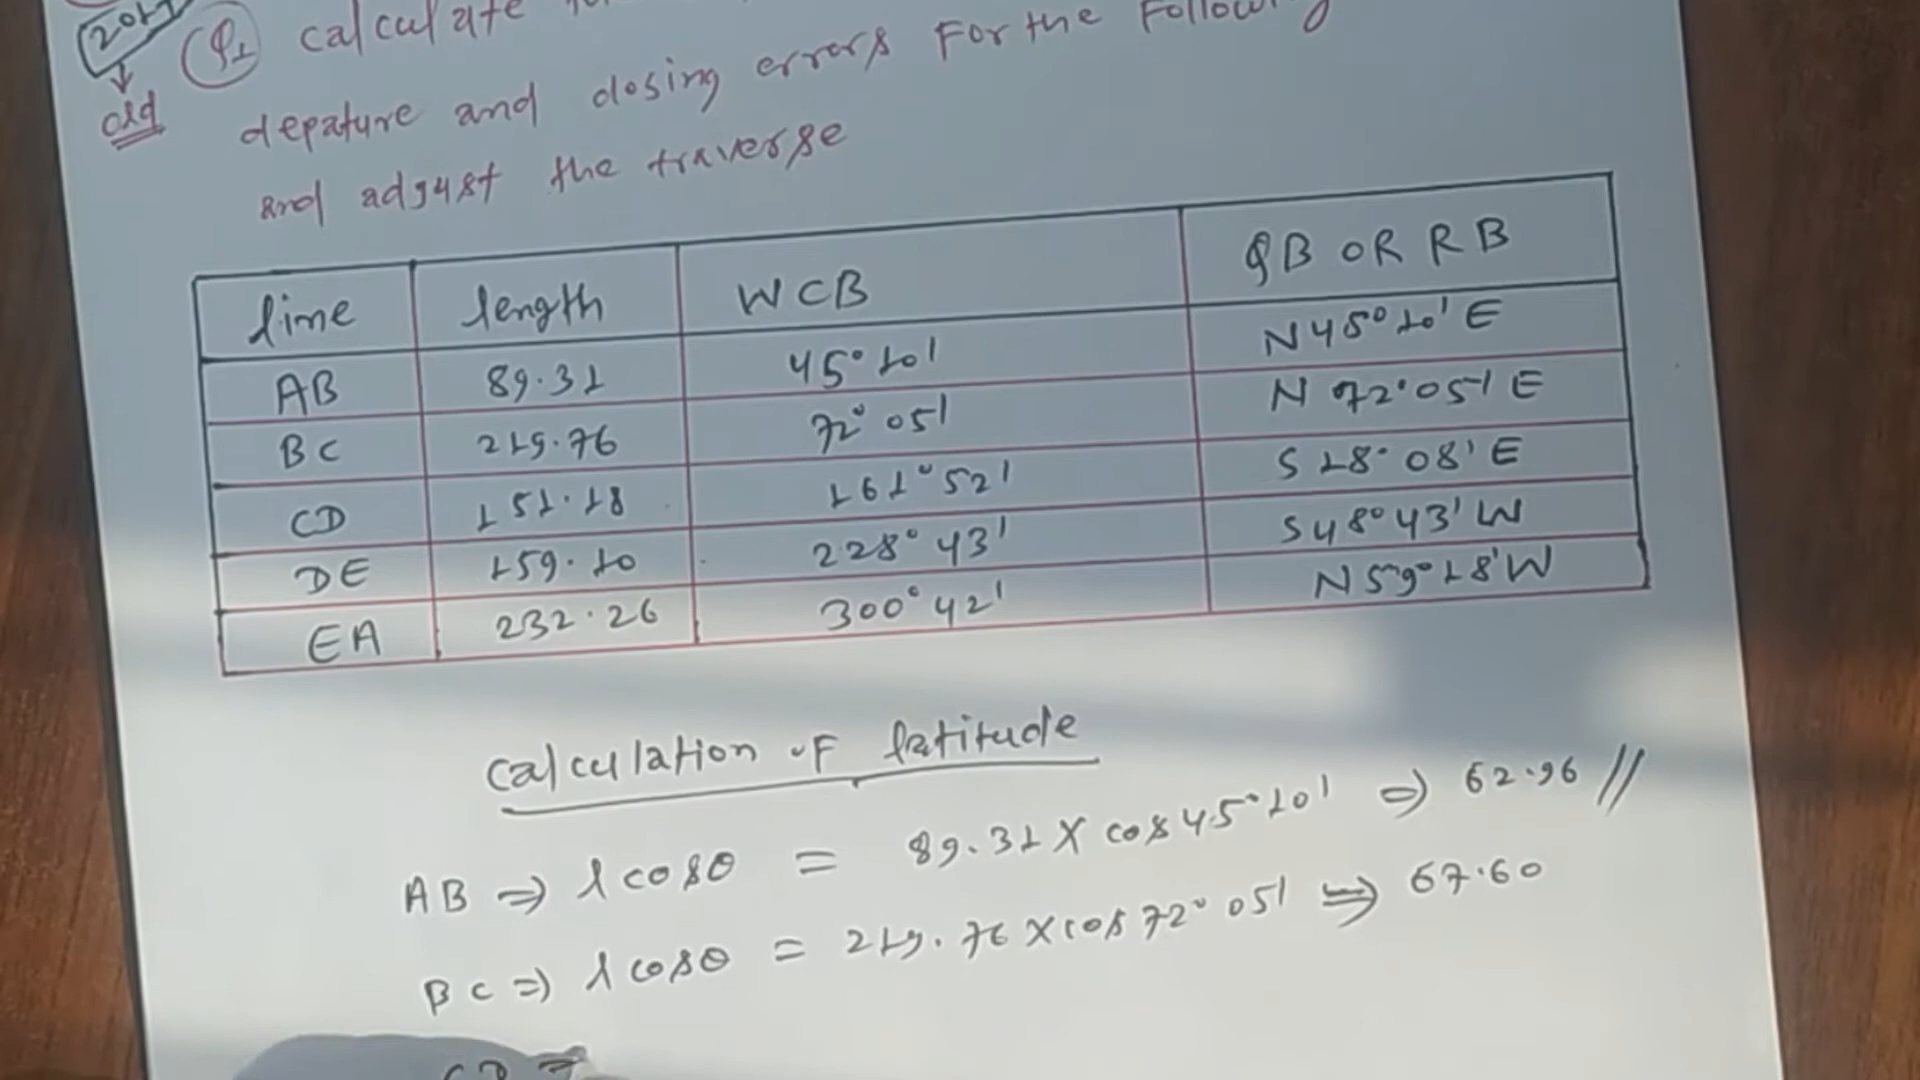 Q1 calculate
old depature and closing errors For the Following
and adjust the traverse
line length WCB QB OR RB
AB 89.31 45°10' N45°10'E
BC 219.76 72°05' N 72°05' E
CD 151.18 161°52' S 18°08'E
DE 159.10 228°43' S48°43'W
EA 232.26 300°42' N59°18'W
Calculation of latitude
AB ⇒ l cosθ = 89.31 X cos 45°10' ⇒ 62.96 //
BC ⇒ l cosθ = 219.76 X cos 72°05' ⇒ 67.60